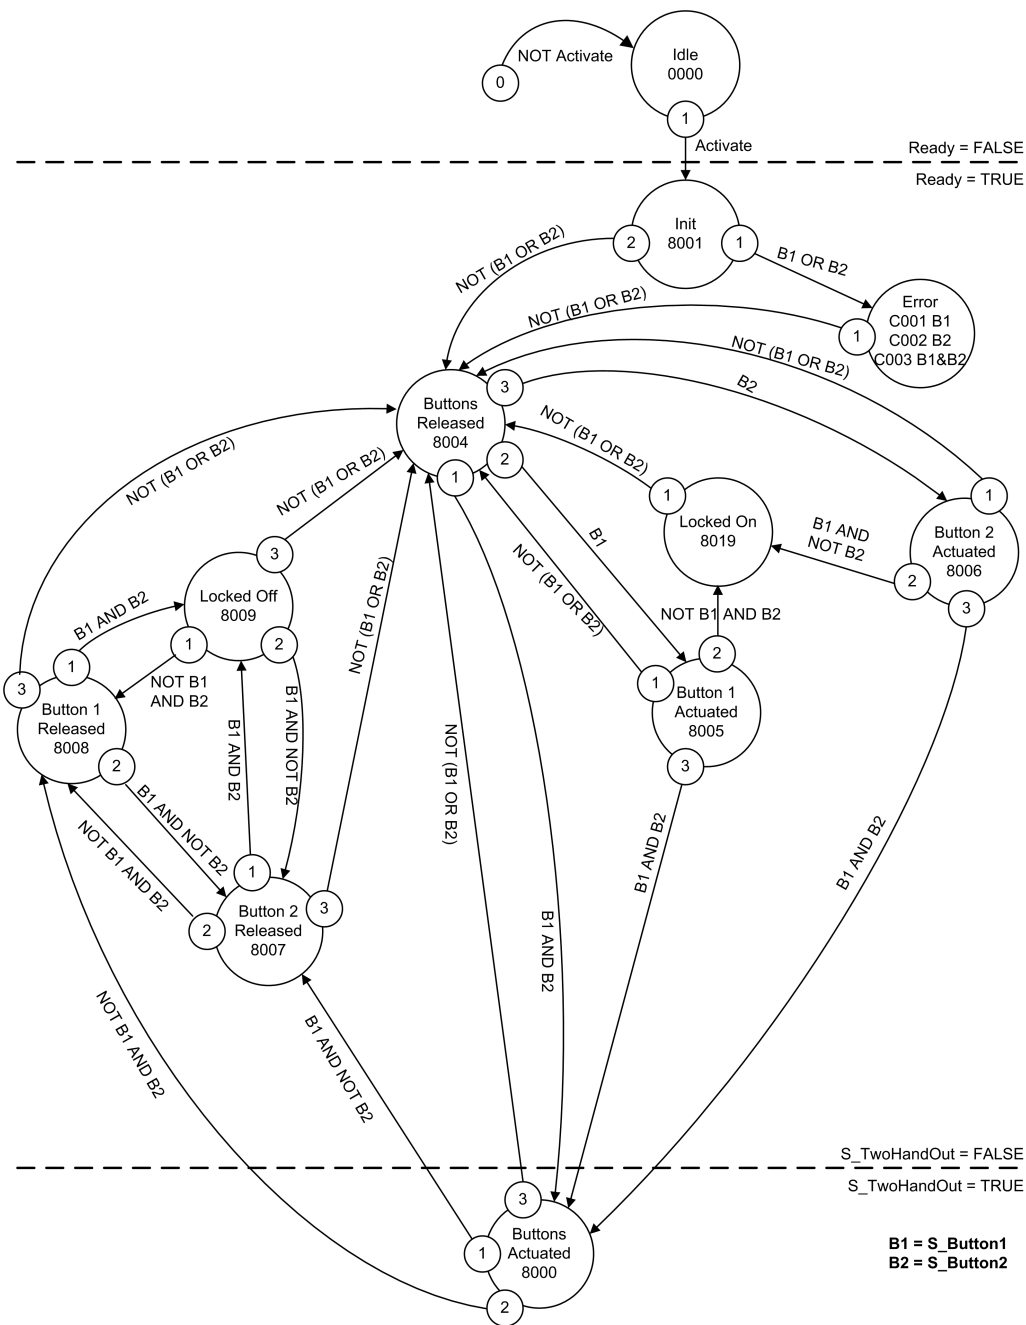 NOT Activate
0
Idle
0000
1
Activate
Ready = FALSE
Ready = TRUE
Init
8001
2
1
NOT (B1 OR B2)
B1 OR B2
Error
C001 B1
C002 B2
C003 B1&B2
1
NOT (B1 OR B2)
NOT (B1 OR B2)
B2
Buttons
Released
8004
3
2
1
NOT (B1 OR B2)
NOT (B1 OR B2)
NOT (B1 OR B2)
B1
NOT (B1 OR B2)
1
Locked On
8019
B1 AND
NOT B2
1
Button 2
Actuated
8006
2
3
NOT B1 AND B2
2
1
Button 1
Actuated
8005
3
3
Locked Off
8009
1
2
B1 AND B2
NOT B1
AND B2
NOT (B1 OR B2)
1
3
Button 1
Released
8008
2
B1 AND B2
B1 AND NOT B2
B1 AND NOT B2
NOT B1 AND B2
NOT (B1 OR B2)
B1 AND B2
B1 AND B2
1
2
3
Button 2
Released
8007
B1 AND B2
NOT B1 AND B2
B1 AND NOT B2
S_TwoHandOut = FALSE
S_TwoHandOut = TRUE
3
Buttons
Actuated
8000
1
2
B1 = S_Button1
B2 = S_Button2